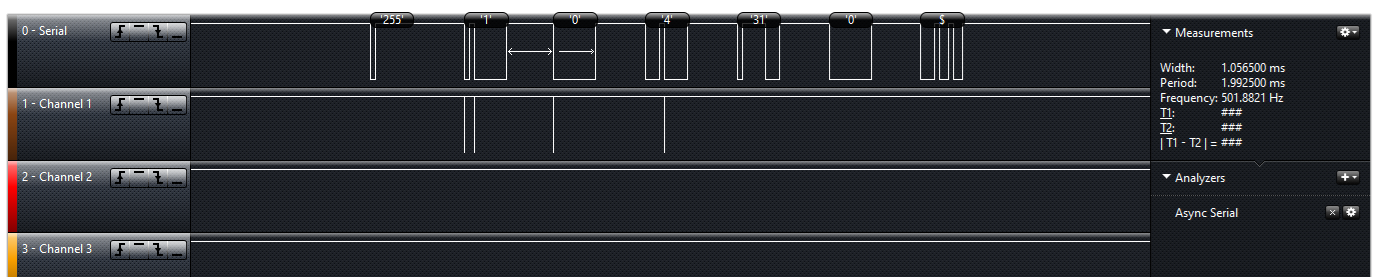 0 - Serial
'255' '1' '0' '4' '31' '0' $
1 - Channel 1
2 - Channel 2
3 - Channel 3
Measurements
Width: 1.056500 ms
Period: 1.992500 ms
Frequency: 501.8821 Hz
T1: ###
T2: ###
| T1 - T2 | = ###
Analyzers
Async Serial